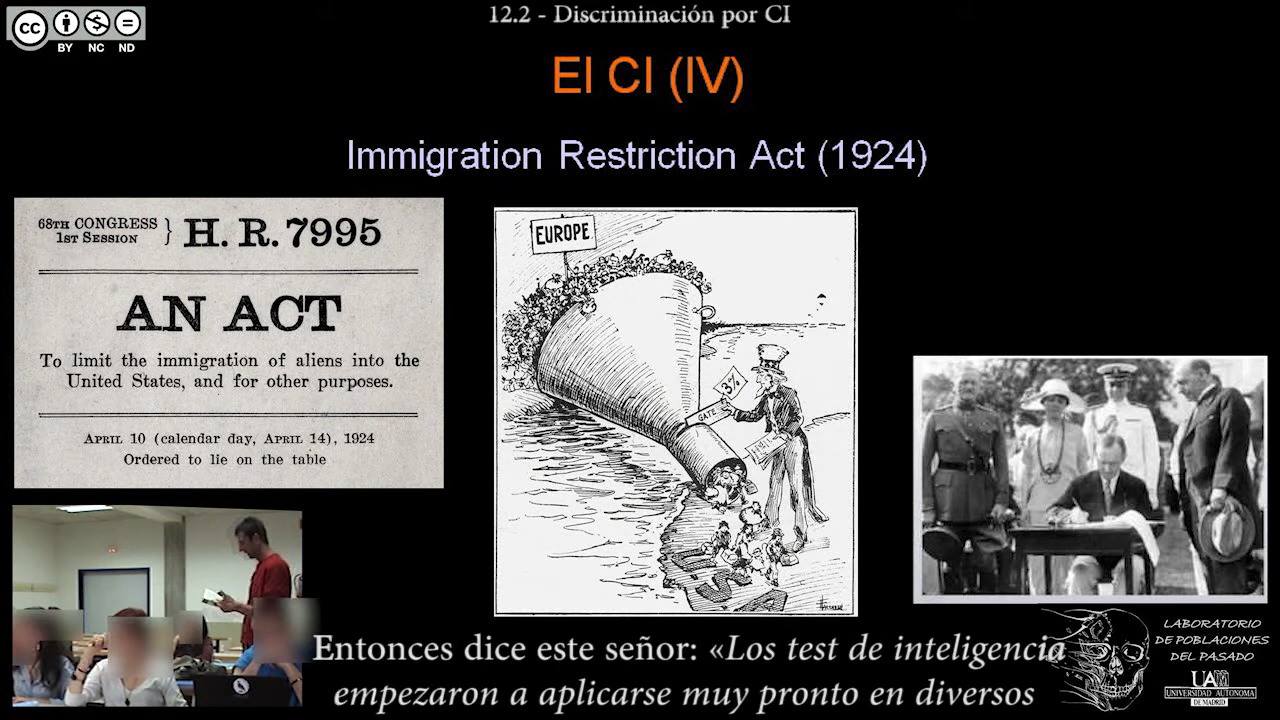 12.2 - Discriminación por CI
cc
BY NC ND
El CI (IV)
Immigration Restriction Act (1924)
68TH CONGRESS
1ST SESSION
H. R. 7995
AN ACT
To limit the immigration of aliens into the
United States, and for other purposes.
APRIL 10 (calendar day, APRIL 14), 1924
Ordered to lie on the table
EUROPE
3%
GATE
Entonces dice este señor: «Los test de inteligencia
empezaron a aplicarse muy pronto en diversos
LABORATORIO
DE POBLACIONES
DEL PASADO
UAM
UNIVERSIDAD AUTONOMA
DE MADRID